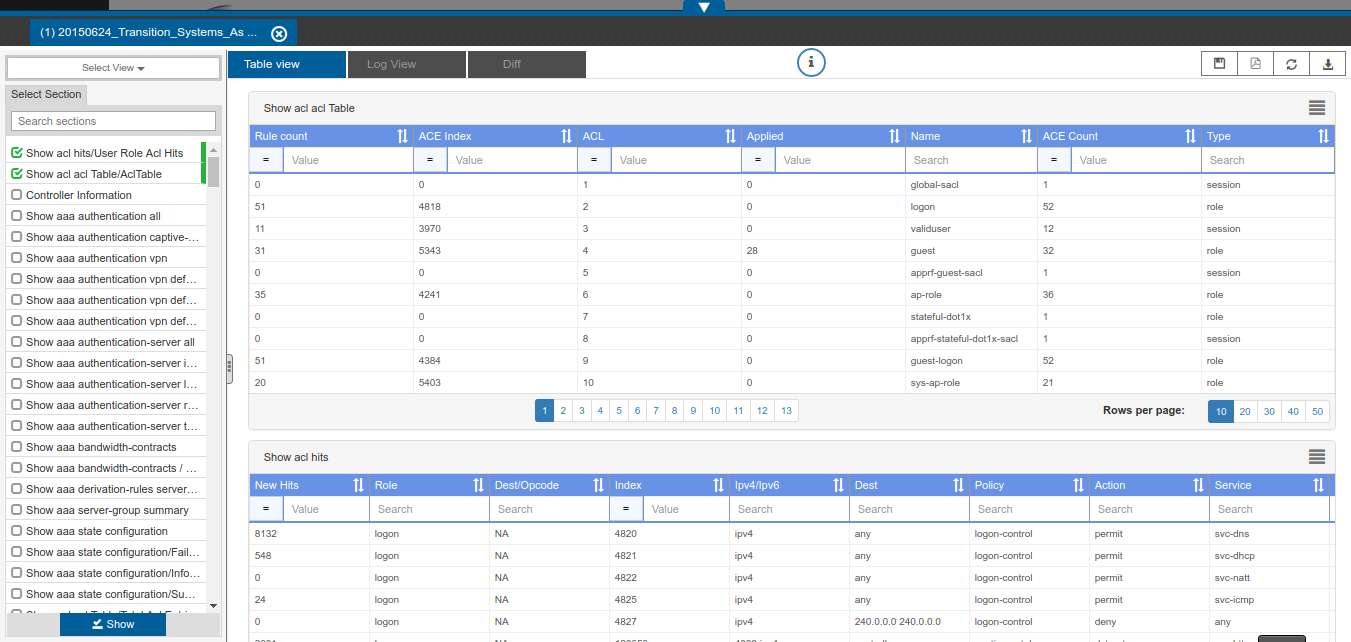 (1) 20150624_Transition_Systems_As ...
Select View
Table view
Log View
Diff
Select Section
Search sections
Show acl hits/User Role Acl Hits
Show acl acl Table/AclTable
Controller Information
Show aaa authentication all
Show aaa authentication captive-...
Show aaa authentication vpn
Show aaa authentication vpn def...
Show aaa authentication vpn def...
Show aaa authentication vpn def...
Show aaa authentication-server all
Show aaa authentication-server i...
Show aaa authentication-server l...
Show aaa authentication-server r...
Show aaa authentication-server t...
Show aaa bandwidth-contracts
Show aaa bandwidth-contracts / ...
Show aaa derivation-rules server...
Show aaa server-group summary
Show aaa state configuration
Show aaa state configuration/Fail...
Show aaa state configuration/Info...
Show aaa state configuration/Su...
Show
Show acl acl Table
Rule count ACE Index ACL Applied Name ACE Count Type
= Value = Value = Value = Value Search = Value Search
0 0 1 0 global-sacl 1 session
51 4818 2 0 logon 52 role
11 3970 3 0 validuser 12 session
31 5343 4 28 guest 32 role
0 0 5 0 apprf-guest-sacl 1 session
35 4241 6 0 ap-role 36 role
0 0 7 0 stateful-dot1x 1 role
0 0 8 0 apprf-stateful-dot1x-sacl 1 session
51 4384 9 0 guest-logon 52 role
20 5403 10 0 sys-ap-role 21 role
1 2 3 4 5 6 7 8 9 10 11 12 13
Rows per page: 10 20 30 40 50
Show acl hits
New Hits Role Dest/Opcode Index Ipv4/Ipv6 Dest Policy Action Service
= Value Search Search = Value Search Search Search Search Search
8132 logon NA 4820 ipv4 any logon-control permit svc-dns
548 logon NA 4821 ipv4 any logon-control permit svc-dhcp
0 logon NA 4822 ipv4 any logon-control permit svc-natt
24 logon NA 4825 ipv4 any logon-control permit svc-icmp
0 logon NA 4827 ipv4 240.0.0.0 240.0.0.0 logon-control deny any